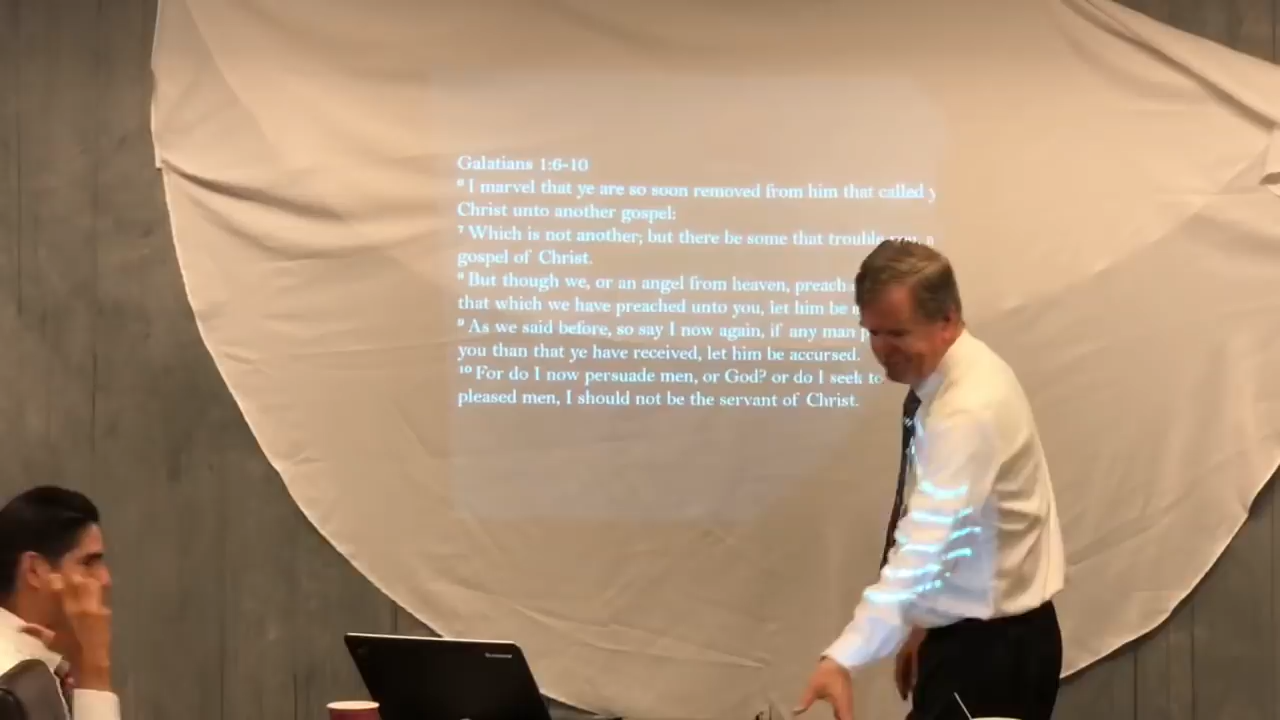 Galatians 1:6-10
⁶ I marvel that ye are so soon removed from him that called
Christ unto another gospel:
⁷ Which is not another; but there be some that trouble you,
gospel of Christ.
⁸ But though we, or an angel from heaven, preach
that which we have preached unto you, let him be
⁹ As we said before, so say I now again, if any man
you than that ye have received, let him be accursed.
¹⁰ For do I now persuade men, or God? or do I seek to
pleased men, I should not be the servant of Christ.